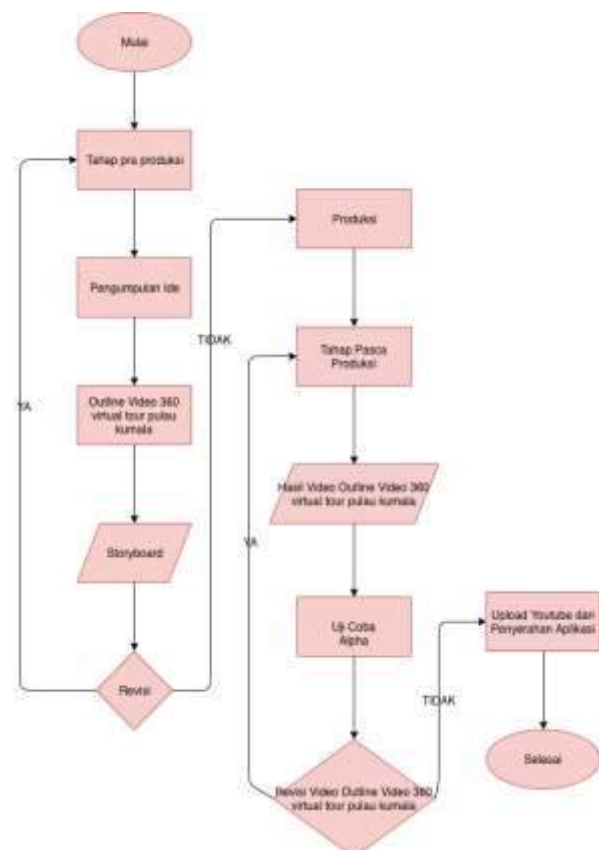 Mulai
Tahap pra produksi
Pengumpulan Ide
Outline Video 360
virtual tour pulau
kumala
Storyboard
Revisi
YA
TIDAK
Produksi
Tahap Pasca
Produksi
Hasil Video Outline Video 360
virtual tour pulau kumala
Uji Coba
Alpha
Revisi Video Outline Video 360
virtual tour pulau kumala
YA
TIDAK
Upload Youtube dan
Penyerahan Aplikasi
Selesai